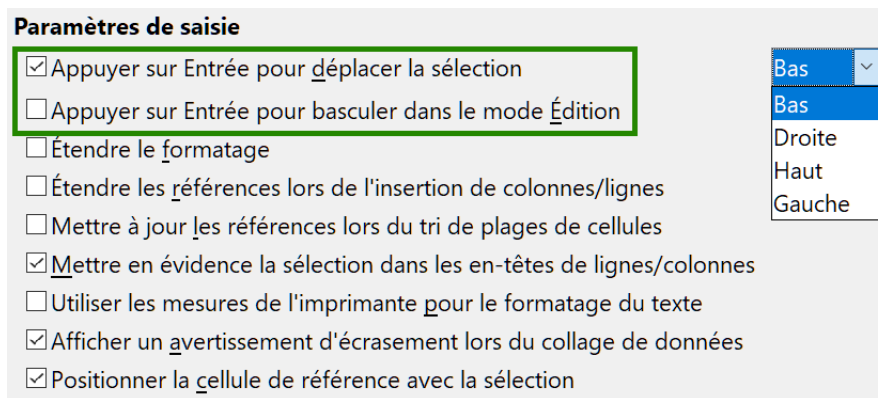 Paramètres de saisie
Appuyer sur Entrée pour déplacer la sélection Bas
Appuyer sur Entrée pour basculer dans le mode Édition Bas
Étendre le formatage Droite
Étendre les références lors de l'insertion de colonnes/lignes Haut
Mettre à jour les références lors du tri de plages de cellules Gauche
Mettre en évidence la sélection dans les en-têtes de lignes/colonnes
Utiliser les mesures de l'imprimante pour le formatage du texte
Afficher un avertissement d'écrasement lors du collage de données
Positionner la cellule de référence avec la sélection